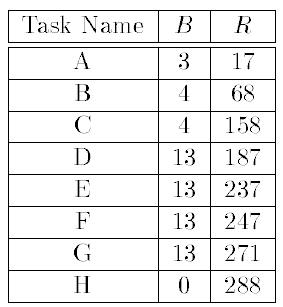 Task Name B R
A 3 17
B 4 68
C 4 158
D 13 187
E 13 237
F 13 247
G 13 271
H 0 288